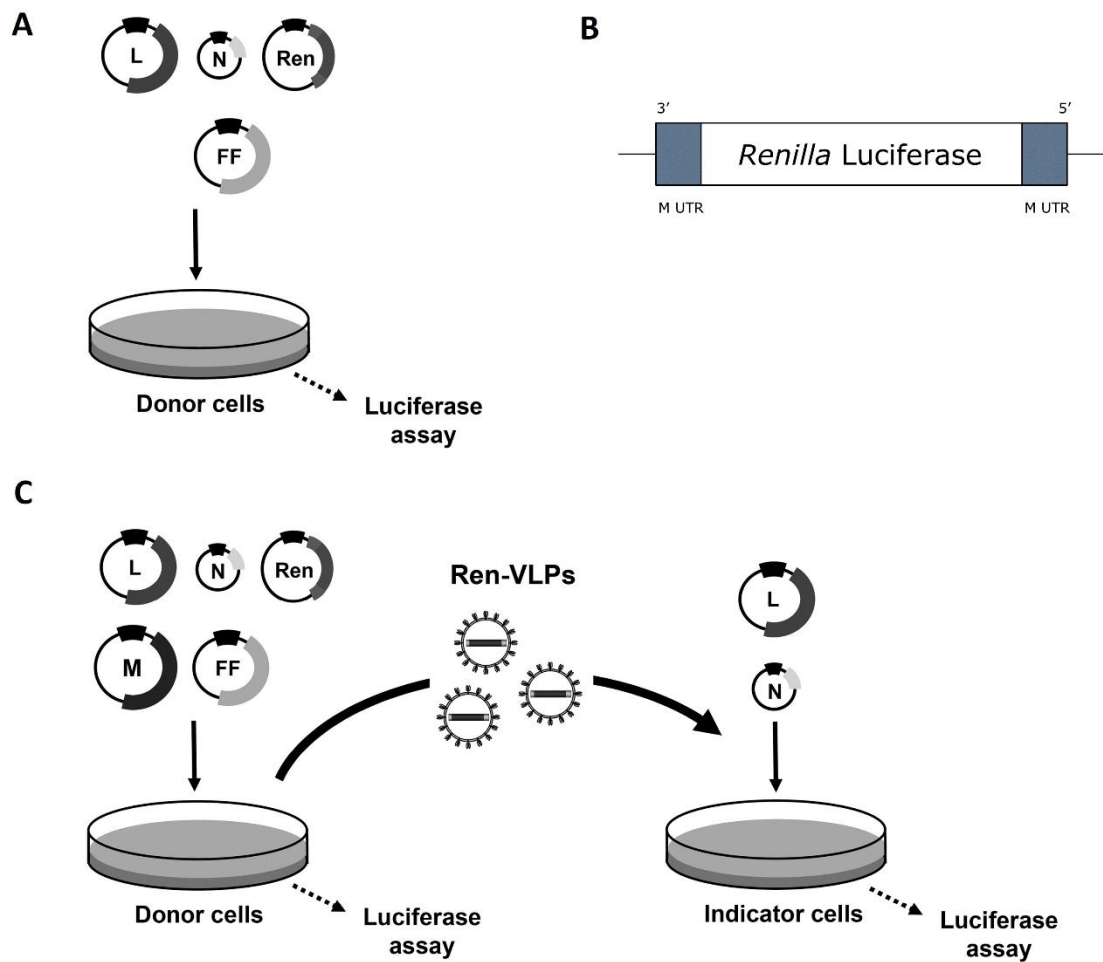 A
L
N
Ren
FF
Donor cells
Luciferase
assay
B
3’
5’
Renilla Luciferase
M UTR
M UTR
C
L
N
Ren
M
FF
Donor cells
Luciferase
assay
Ren-VLPs
L
N
Indicator cells
Luciferase
assay